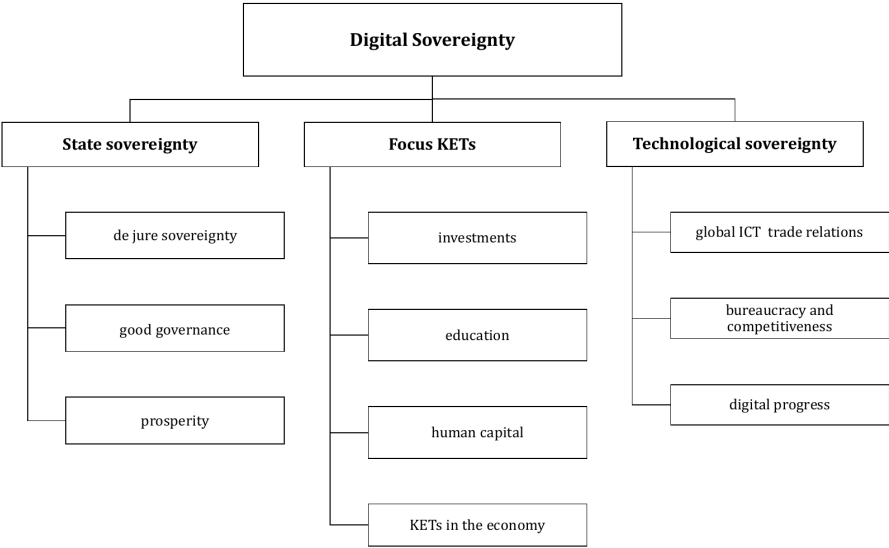 Digital Sovereignty
State sovereignty
de jure sovereignty
good governance
prosperity
Focus KETs
investments
education
human capital
KETs in the economy
Technological sovereignty
global ICT trade relations
bureaucracy and
competitiveness
digital progress